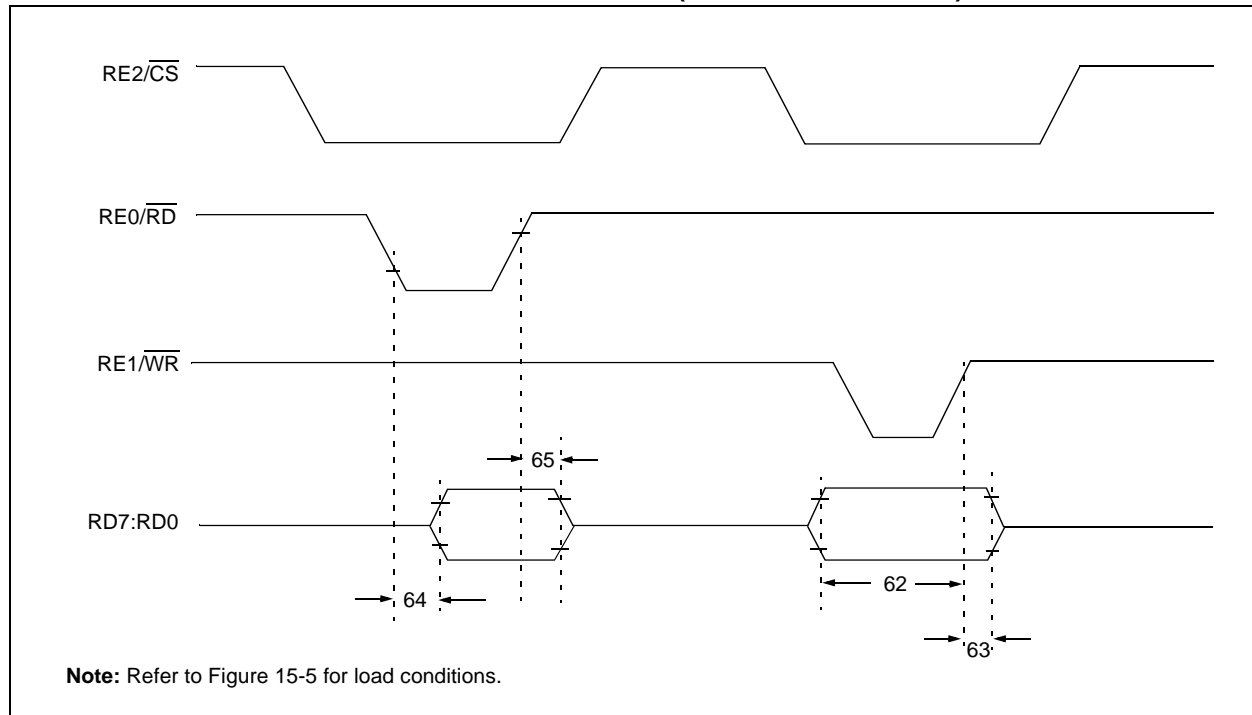 RE2/CS
RE0/RD
RE1/WR
65
RD7:RD0
62
64
63
Note: Refer to Figure 15-5 for load conditions.